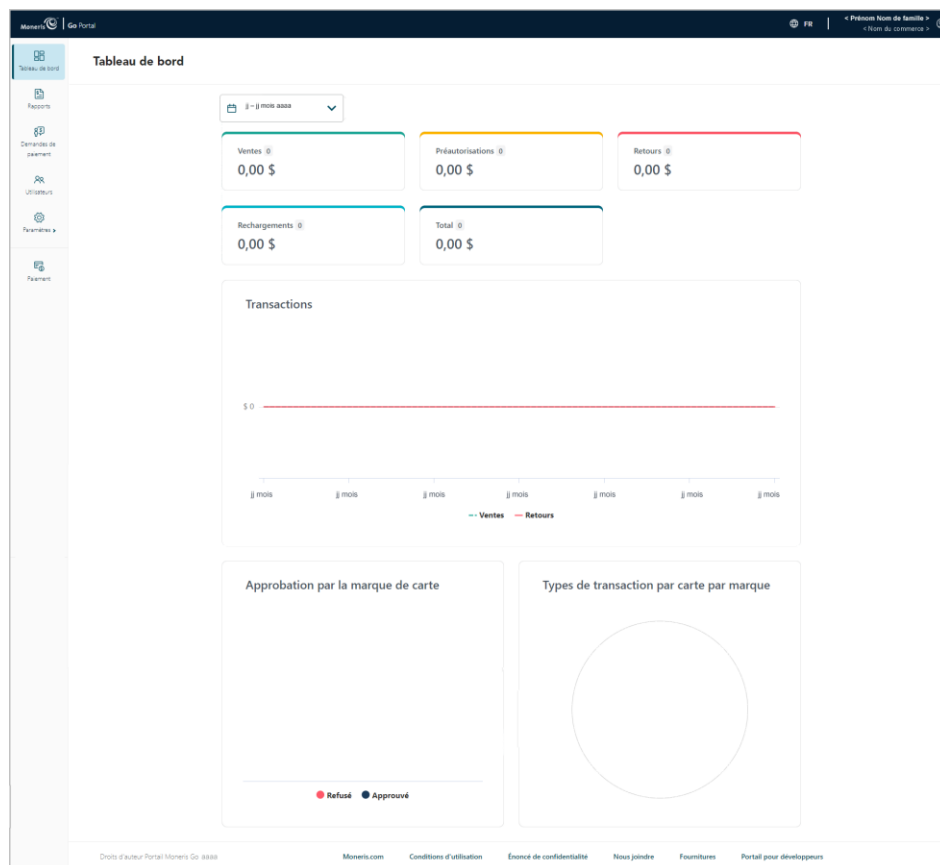 Moneris Go Portal
FR
< Prénom Nom de famille >
< Nom du commerce >
Tableau de bord
Rapports
Demandes de
paiement
Utilisateurs
Paramètres
Paiement
Tableau de bord
jj – jj mois aaaa
Ventes 0
0,00 $
Préautorisations 0
0,00 $
Retours 0
0,00 $
Rechargements 0
0,00 $
Total 0
0,00 $
Transactions
$ 0
jj mois jj mois jj mois jj mois jj mois jj mois jj mois
Ventes Retours
Approbation par la marque de carte
Refusé Approuvé
Types de transaction par carte par marque
Droits d'auteur Portail Moneris Go aaaa
Moneris.com Conditions d'utilisation Énoncé de confidentialité Nous joindre Fournitures Portail pour développeurs